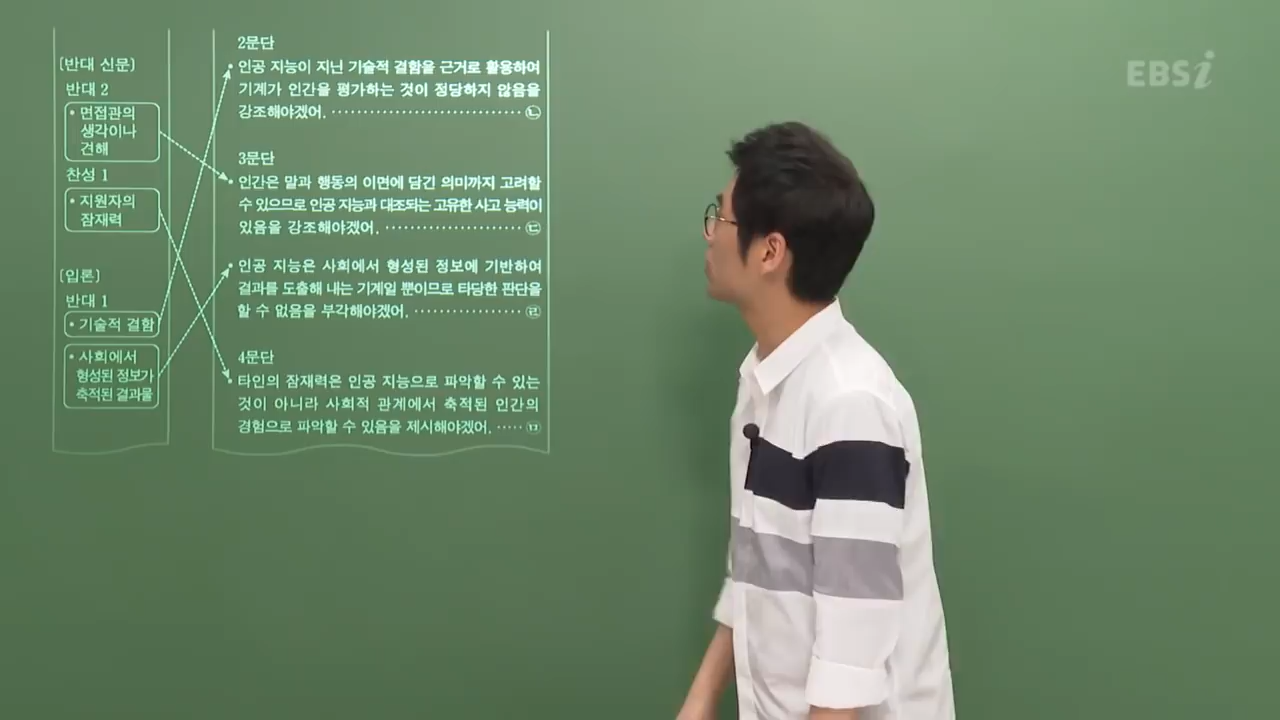 [반대 신문]
반대 2
• 면접관의
생각이나
견해
찬성 1
• 지원자의
잠재력
[입론]
반대 1
• 기술적 결함
• 사회에서
형성된 정보가
축적된 결과물
2문단
• 인공 지능이 지닌 기술적 결함을 근거로 활용하여
기계가 인간을 평가하는 것이 정당하지 않음을
강조해야겠어. ㉡
3문단
• 인간은 말과 행동의 이면에 담긴 의미까지 고려할
수 있으므로 인공 지능과 대조되는 고유한 사고 능력이
있음을 강조해야겠어. ㉢
• 인공 지능은 사회에서 형성된 정보에 기반하여
결과를 도출해 내는 기계일 뿐이므로 타당한 판단을
할 수 없음을 부각해야겠어. ㉣
4문단
• 타인의 잠재력은 인공 지능으로 파악할 수 있는
것이 아니라 사회적 관계에서 축적된 인간의
경험으로 파악할 수 있음을 제시해야겠어. ㉤
EBSi